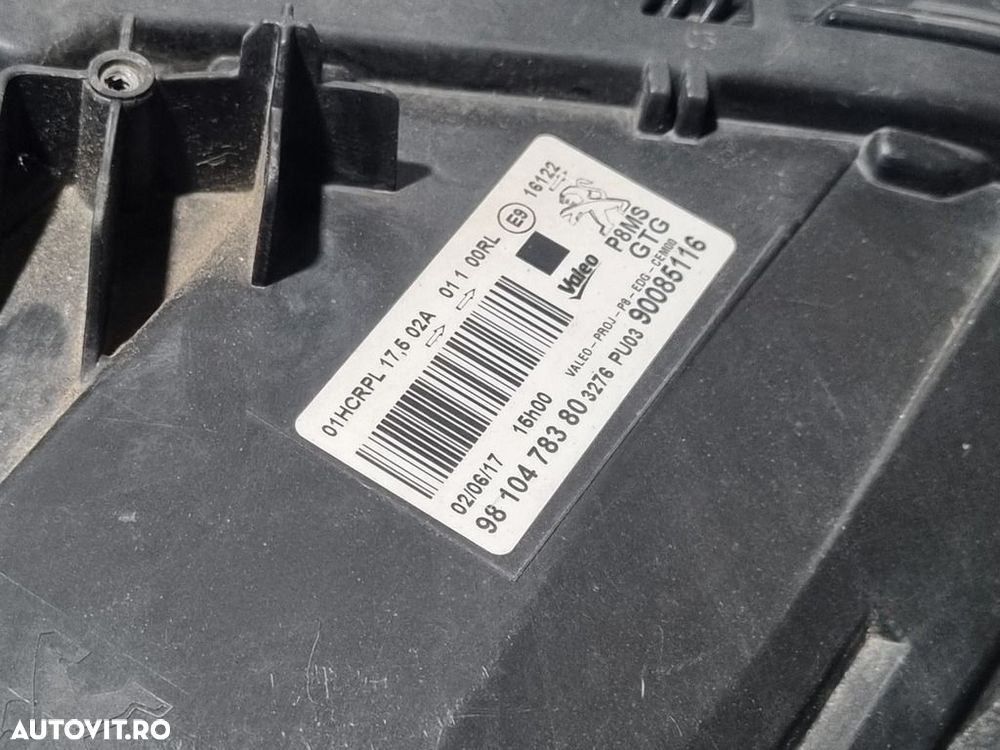 01HCRPL 17,5 02A 01 1 00RL E9 16122
Valeo
P8MS
GTG
02/06/17 15h00 VALEO-PROJ-P8-EDG-CEM00
98 104 783 80 3276 PU03 90085116
AUTOVIT.RO